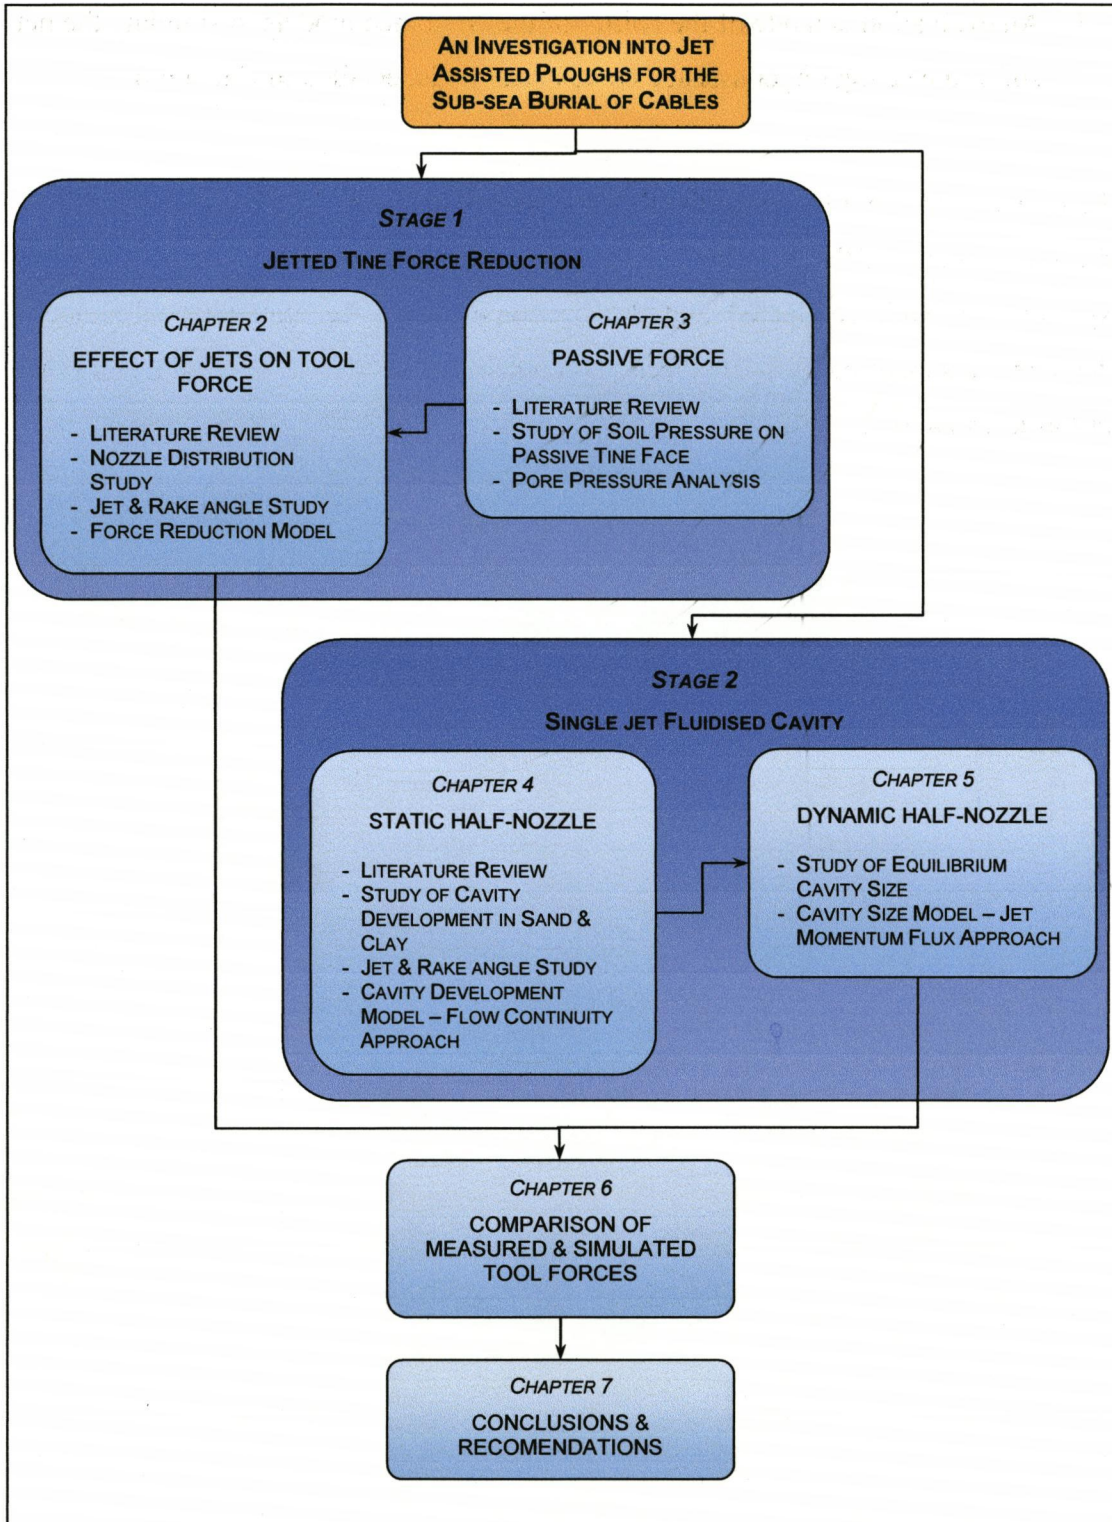 AN INVESTIGATION INTO JET
ASSISTED PLOUGHS FOR THE
SUB-SEA BURIAL OF CABLES
STAGE 1
JETTED TINE FORCE REDUCTION
CHAPTER 2
EFFECT OF JETS ON TOOL
FORCE
- LITERATURE REVIEW
- NOZZLE DISTRIBUTION
STUDY
- JET & RAKE ANGLE STUDY
- FORCE REDUCTION MODEL
CHAPTER 3
PASSIVE FORCE
- LITERATURE REVIEW
- STUDY OF SOIL PRESSURE ON
PASSIVE TINE FACE
- PORE PRESSURE ANALYSIS
STAGE 2
SINGLE JET FLUIDISED CAVITY
CHAPTER 4
STATIC HALF-NOZZLE
- LITERATURE REVIEW
- STUDY OF CAVITY
DEVELOPMENT IN SAND &
CLAY
- JET & RAKE ANGLE STUDY
- CAVITY DEVELOPMENT
MODEL – FLOW CONTINUITY
APPROACH
CHAPTER 5
DYNAMIC HALF-NOZZLE
- STUDY OF EQUILIBRIUM
CAVITY SIZE
- CAVITY SIZE MODEL – JET
MOMENTUM FLUX APPROACH
CHAPTER 6
COMPARISON OF
MEASURED & SIMULATED
TOOL FORCES
CHAPTER 7
CONCLUSIONS &
RECOMENDATIONS